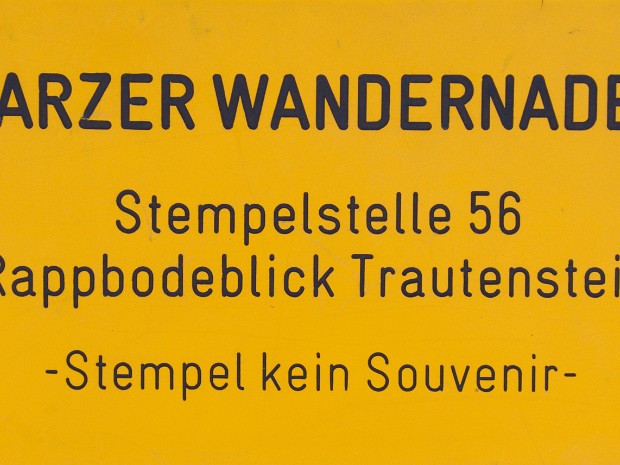 ARZER WANDERNADE
Stempelstelle 56
Rappbodeblick Trautenstei
-Stempel kein Souvenir-